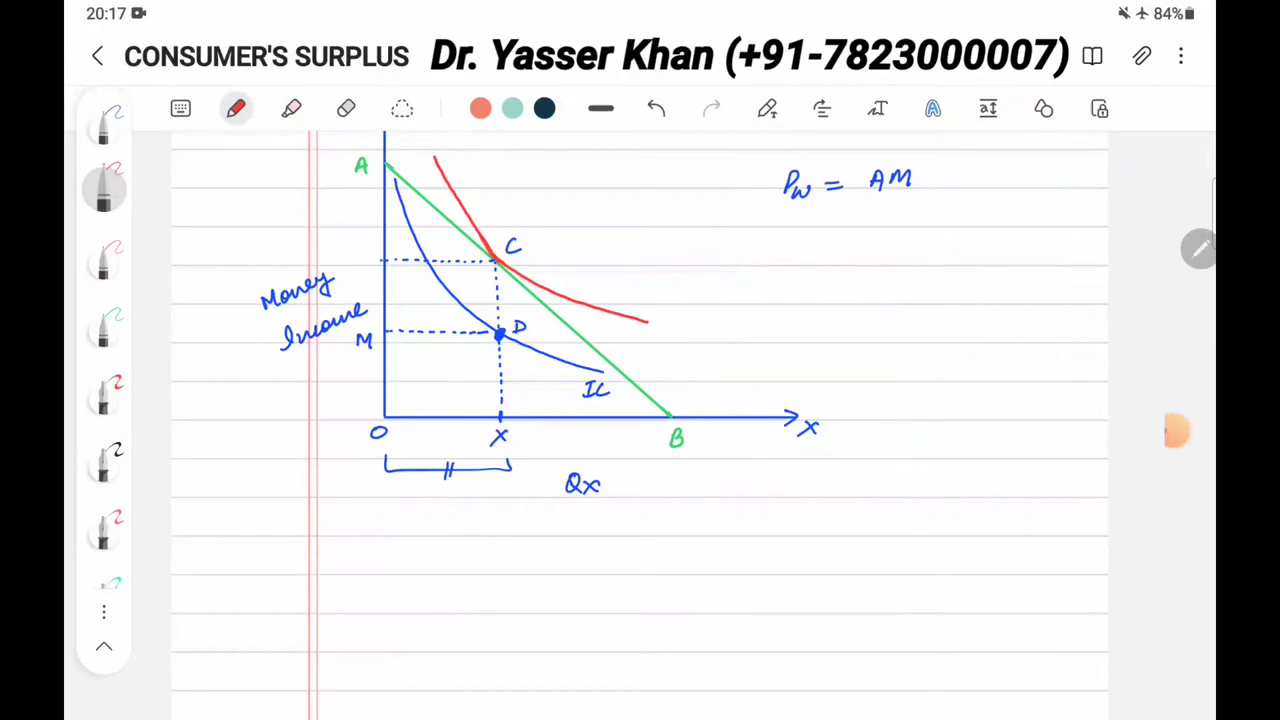 20:17
84%
CONSUMER'S SURPLUS Dr. Yasser Khan (+91-7823000007)
A
Pw = AM
C
Money
Income
M
D
IC
O
X
B
X
Qx